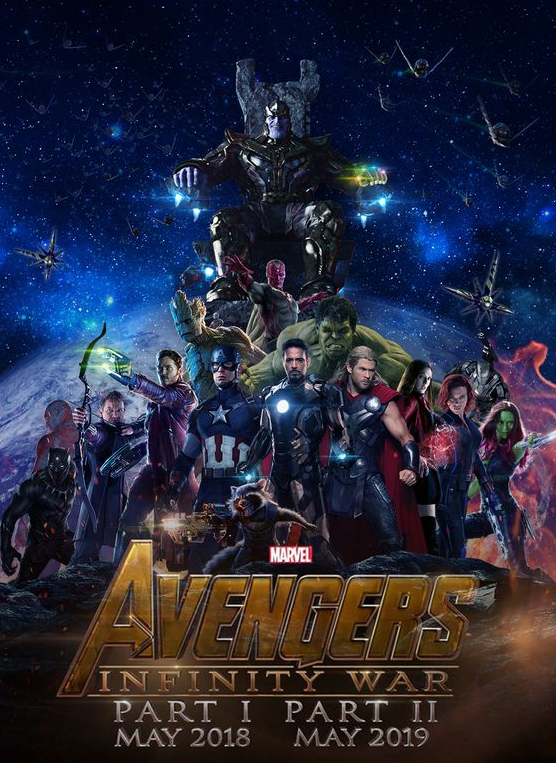 MARVEL
AVENGERS
INFINITY WAR
PART I PART II
MAY 2018 MAY 2019